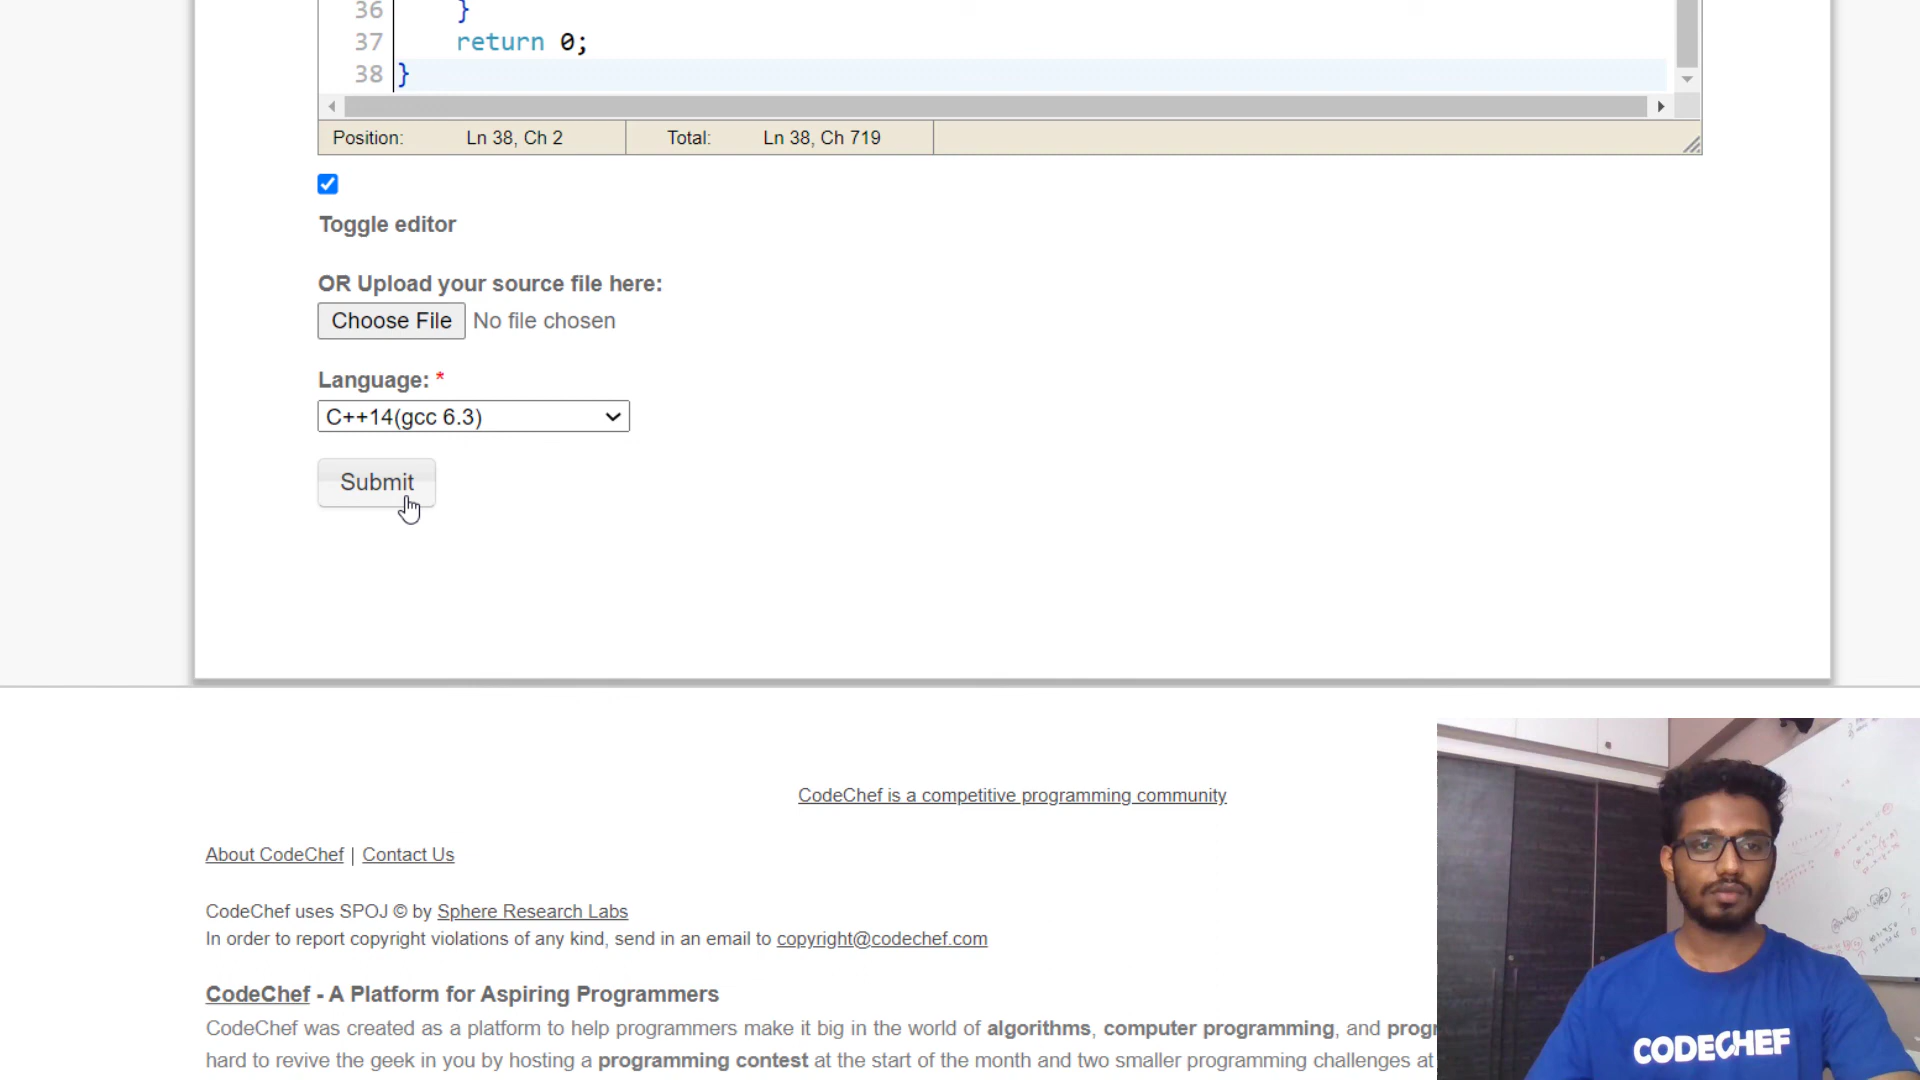 36 }
37 return 0;
38 }
Position: Ln 38, Ch 2 Total: Ln 38, Ch 719
Toggle editor
OR Upload your source file here:
Choose File No file chosen
Language: *
C++14(gcc 6.3)
Submit
CodeChef is a competitive programming community
About CodeChef | Contact Us
CodeChef uses SPOJ © by Sphere Research Labs
In order to report copyright violations of any kind, send in an email to copyright@codechef.com
CodeChef - A Platform for Aspiring Programmers
CodeChef was created as a platform to help programmers make it big in the world of algorithms, computer programming, and progr
hard to revive the geek in you by hosting a programming contest at the start of the month and two smaller programming challenges at
CODECHEF